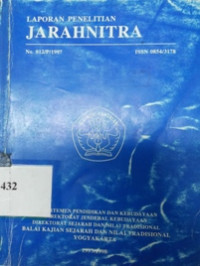 LAPORAN PENELITIAN
JARAHNITRA
No. 012/P/1997
ISSN 0854-3178
432
DEPARTEMEN PENDIDIKAN DAN KEBUDAYAAN
DIREKTORAT JENDERAL KEBUDAYAAN
DIREKTORAT SEJARAH DAN NILAI TRADISIONAL
BALAI KAJIAN SEJARAH DAN NILAI TRADISIONAL
YOGYAKARTA